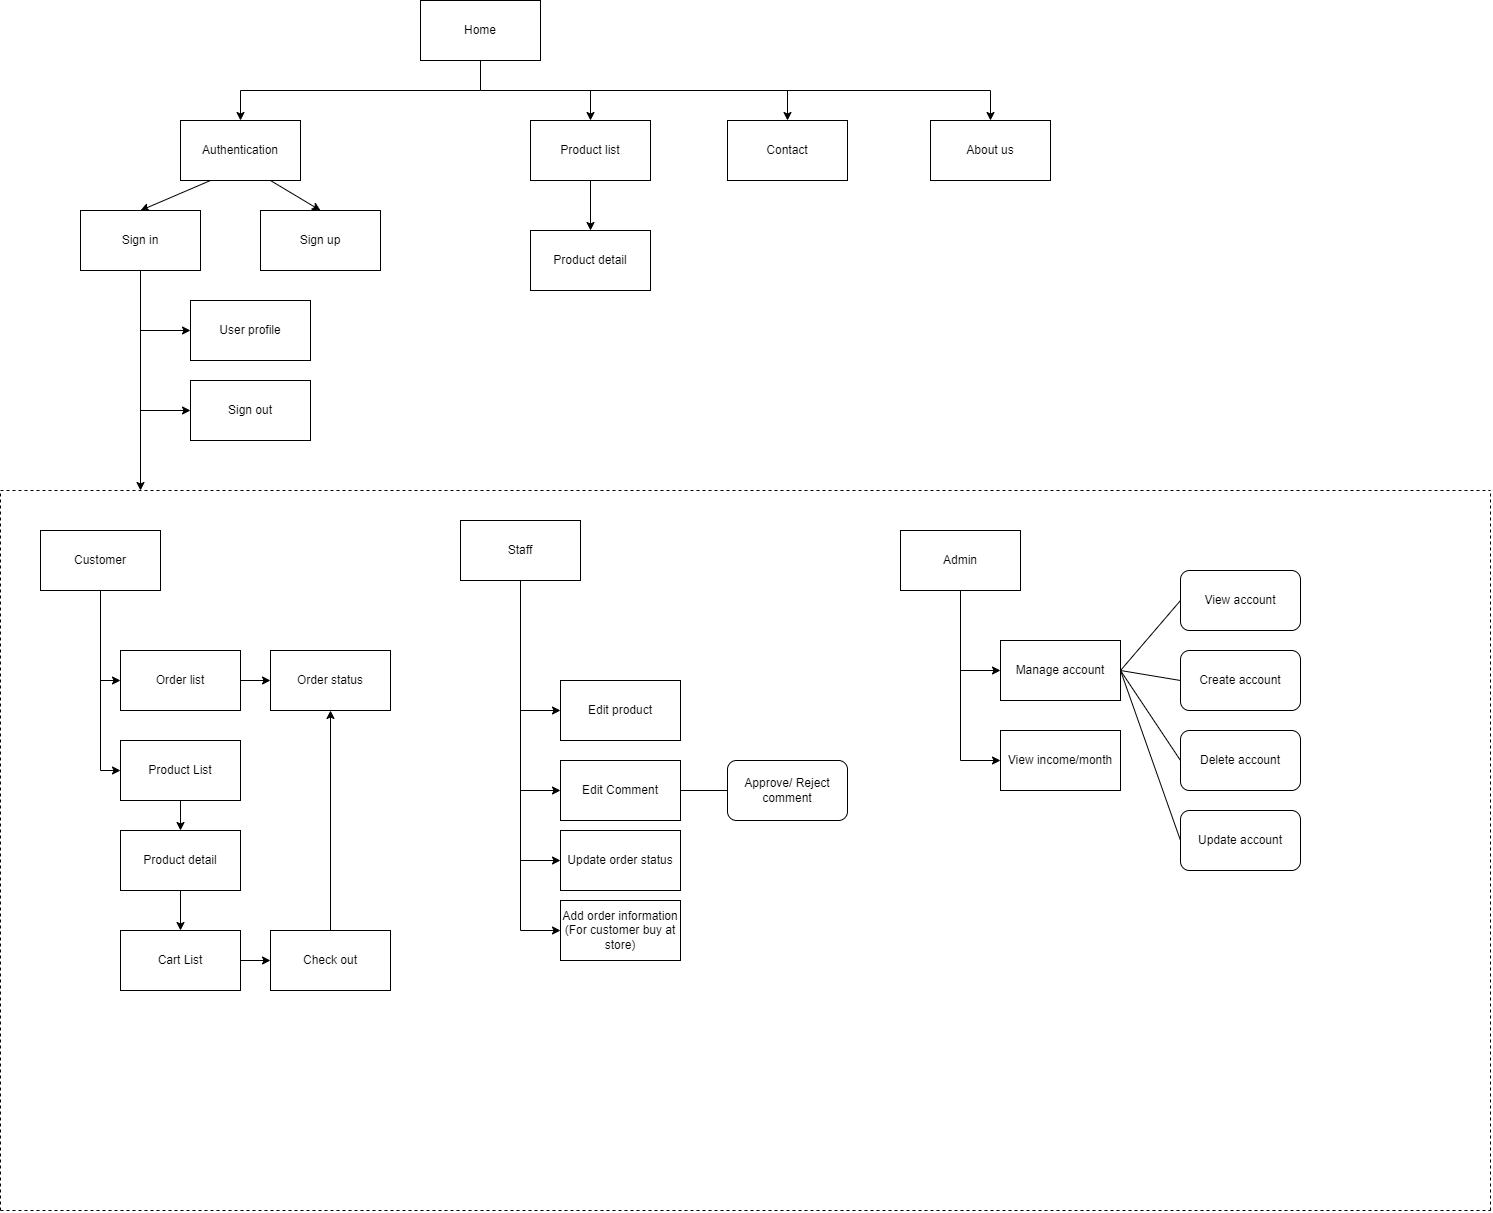 Home
Authentication
Product list
Contact
About us
Sign in
Sign up
Product detail
User profile
Sign out
Customer
Order list
Order status
Product List
Product detail
Cart List
Check out
Staff
Edit product
Edit Comment
Approve/ Reject
comment
Update order status
Add order information
(For customer buy at
store)
Admin
Manage account
View income/month
View account
Create account
Delete account
Update account